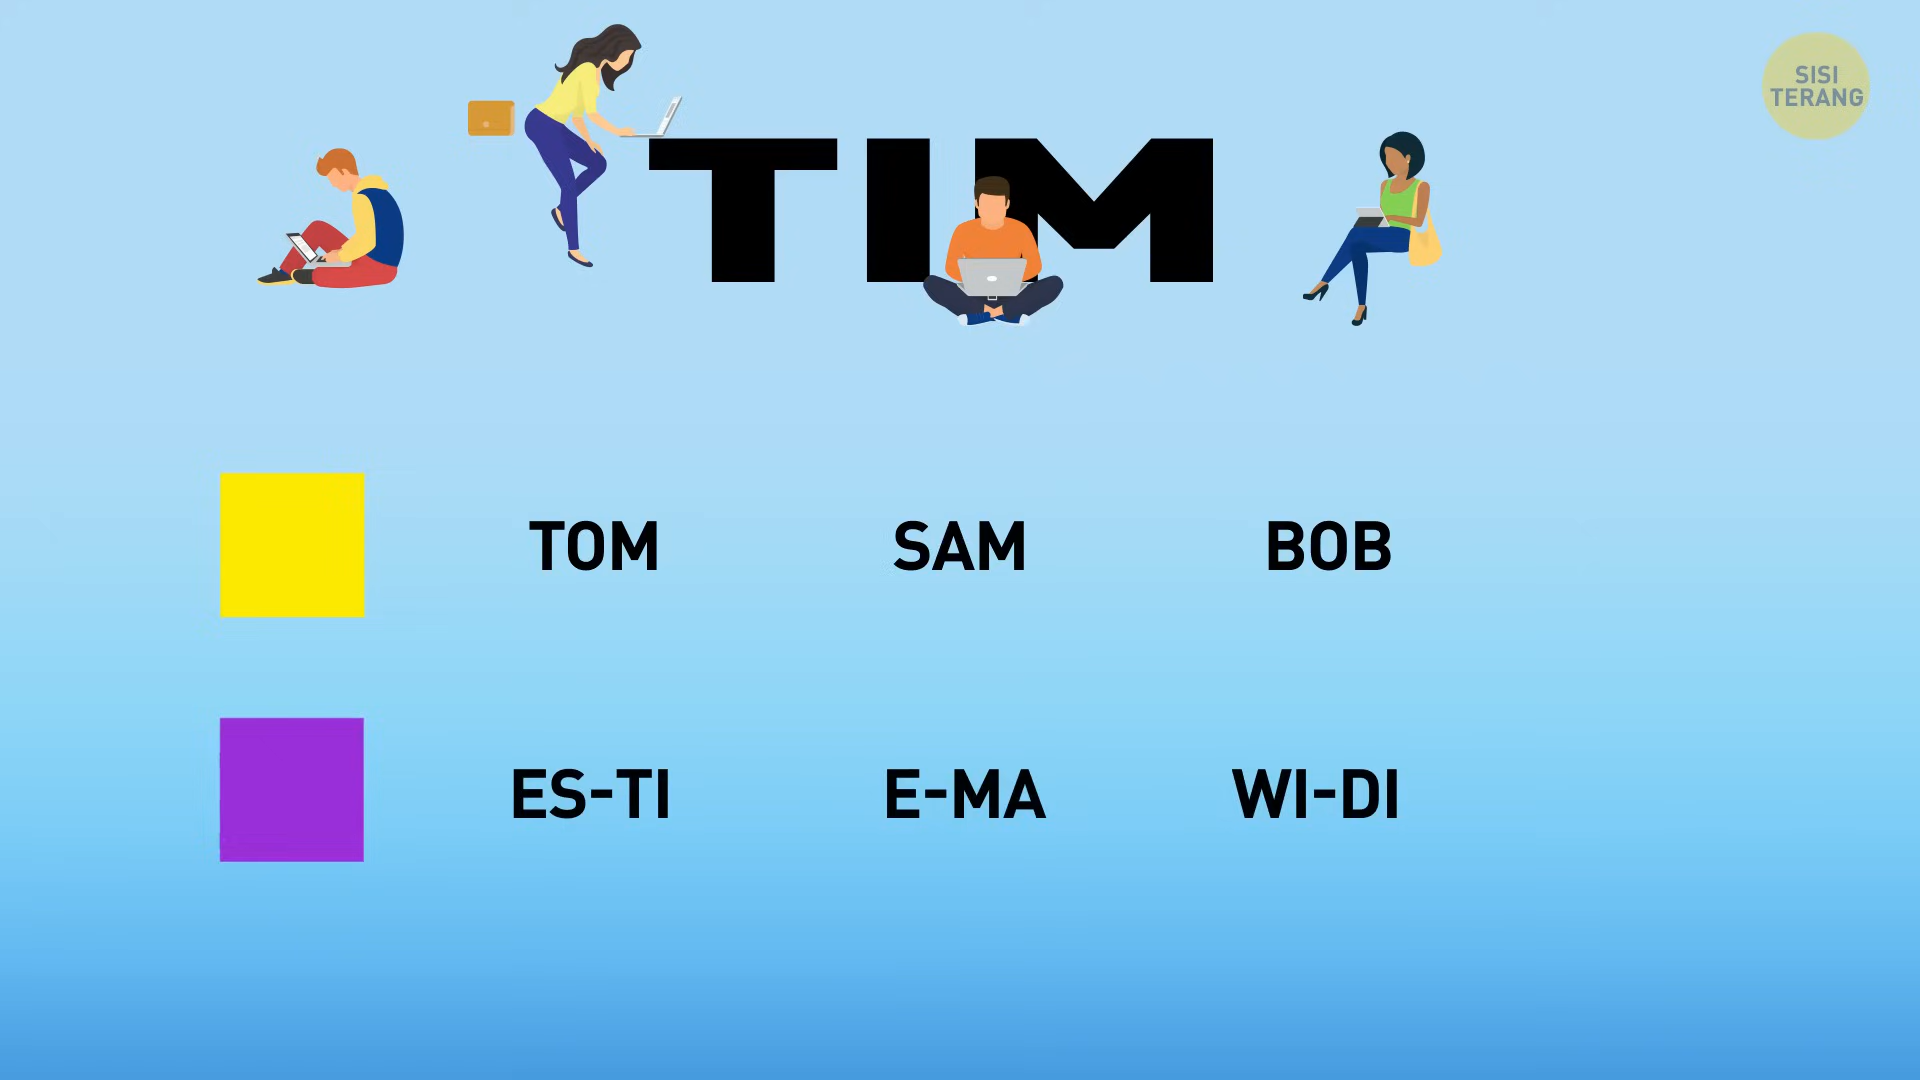 SISI
TERANG
TIM
TOM SAM BOB
ES-TI E-MA WI-DI